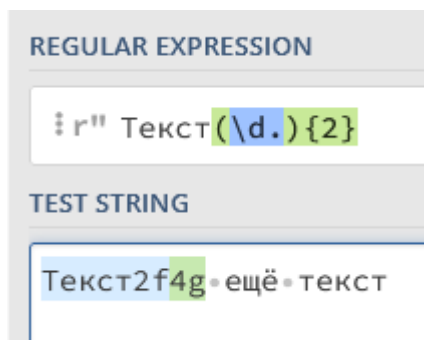 REGULAR EXPRESSION
⋮ r" Текст(\d.){2}
TEST STRING
Текст2f4g·ещё·текст